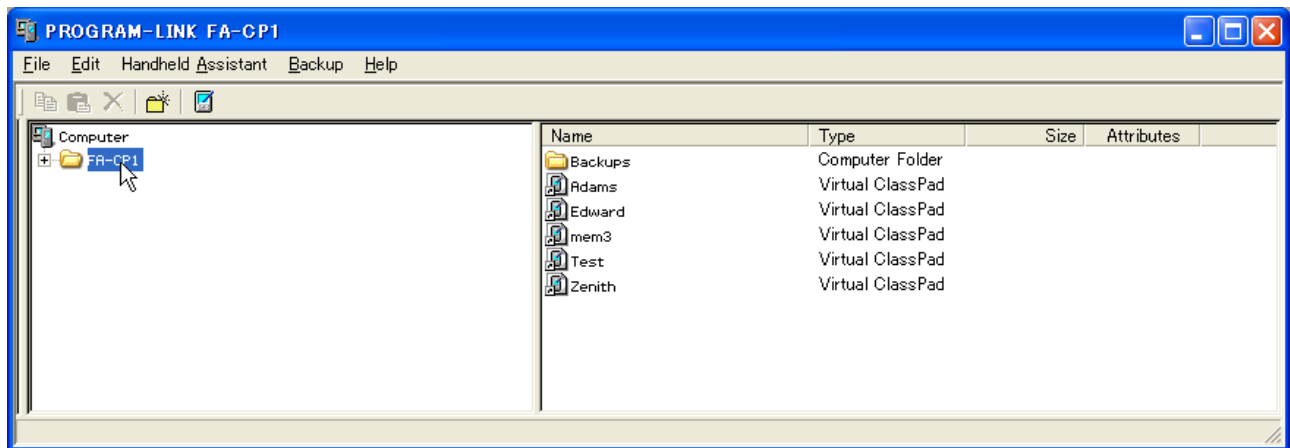 PROGRAM-LINK FA-CP1
File Edit Handheld Assistant Backup Help
Computer
FA-CP1
Name Type Size Attributes
Backups Computer Folder
Adams Virtual ClassPad
Edward Virtual ClassPad
mem3 Virtual ClassPad
Test Virtual ClassPad
Zenith Virtual ClassPad